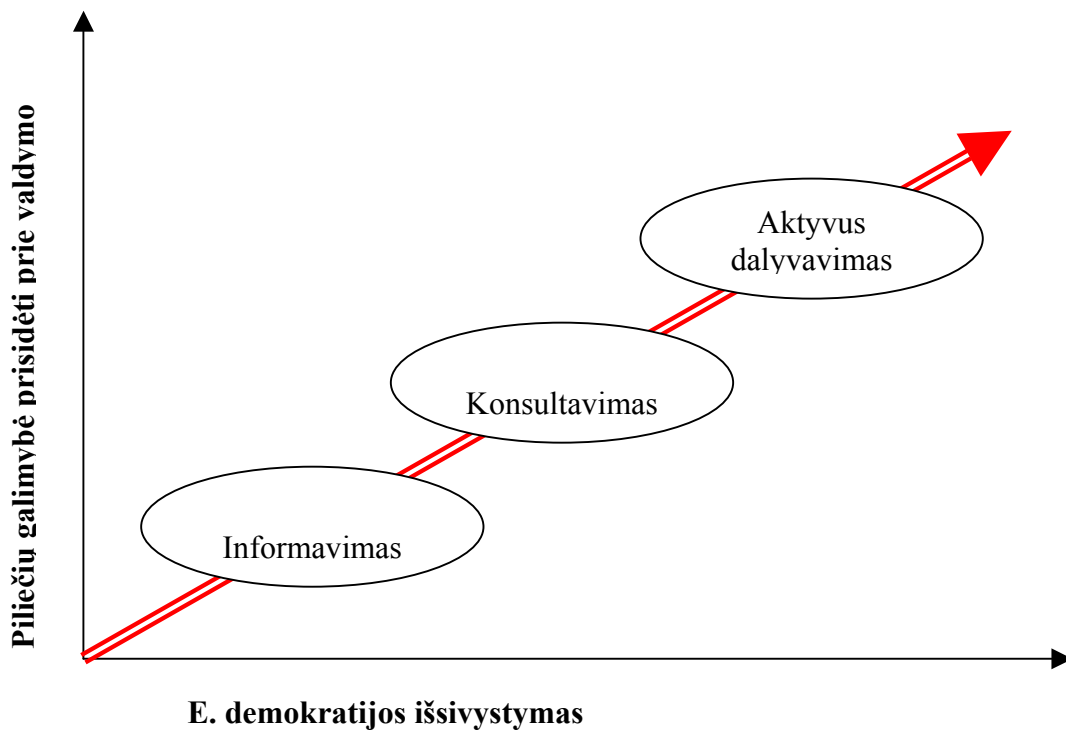 Piliečių galimybė prisidėti prie valdymo
Aktyvus
dalyvavimas
Konsultavimas
Informavimas
E. demokratijos išsivystymas